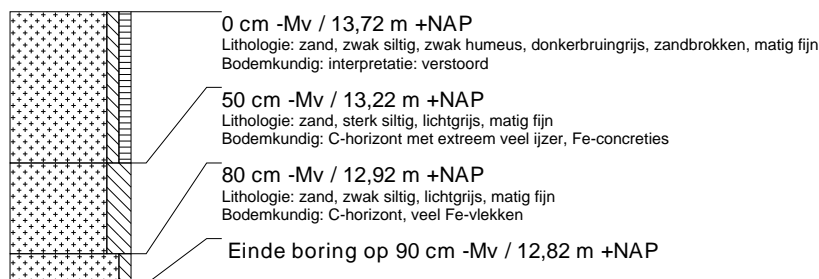 0 cm -Mv / 13,72 m +NAP
Lithologie: zand, zwak siltig, zwak humeus, donkerbruingrijs, zandbrokken, matig fijn
Bodemkundig: interpretatie: verstoord
50 cm -Mv / 13,22 m +NAP
Lithologie: zand, sterk siltig, lichtgrijs, matig fijn
Bodemkundig: C-horizont met extreem veel ijzer, Fe-concreties
80 cm -Mv / 12,92 m +NAP
Lithologie: zand, zwak siltig, lichtgrijs, matig fijn
Bodemkundig: C-horizont, veel Fe-vlekken
Einde boring op 90 cm -Mv / 12,82 m +NAP